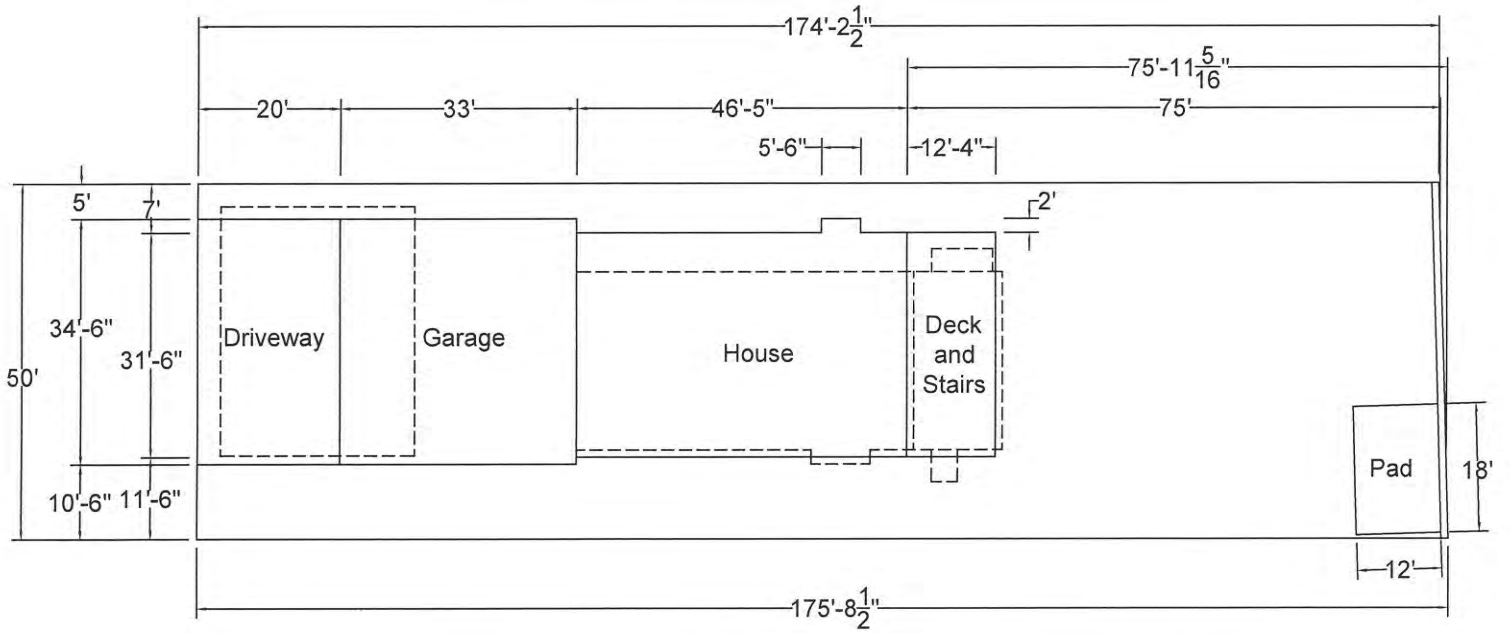 174'-2 1/2"
75'-11 5/16"
20'
33'
46'-5"
75'
5'-6"
12'-4"
5'
7'
2'
34'-6"
31'-6"
50'
Driveway
Garage
House
Deck
and
Stairs
Pad
18'
10'-6"
11'-6"
12'
175'-8 1/2"